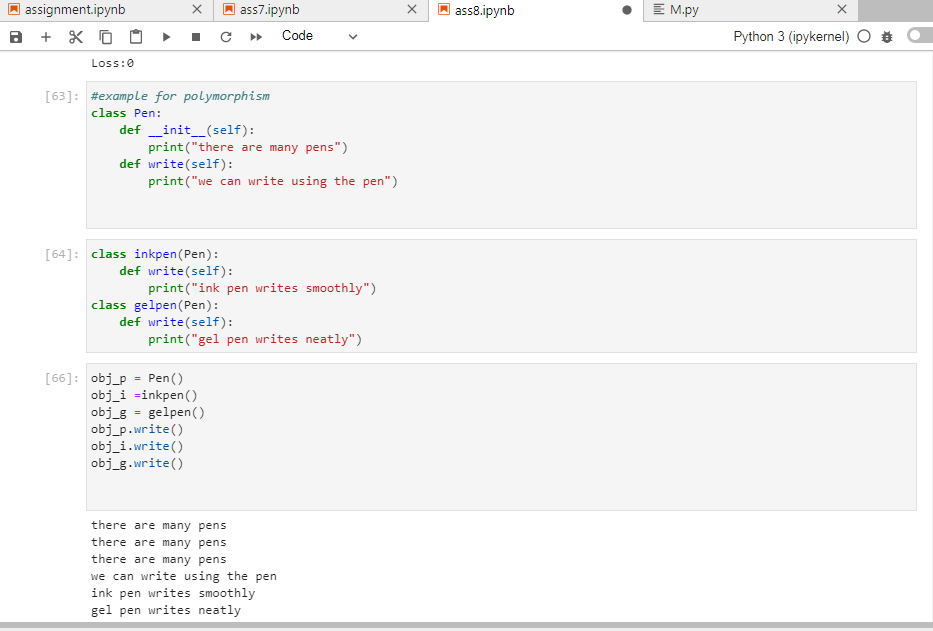 assignment.ipynb
ass7.ipynb
ass8.ipynb
M.py
Code
Python 3 (ipykernel)
Loss:0
[63]:
#example for polymorphism
class Pen:
    def __init__(self):
        print("there are many pens")
    def write(self):
        print("we can write using the pen")
[64]:
class inkpen(Pen):
    def write(self):
        print("ink pen writes smoothly")
class gelpen(Pen):
    def write(self):
        print("gel pen writes neatly")
[66]:
obj_p = Pen()
obj_i =inkpen()
obj_g = gelpen()
obj_p.write()
obj_i.write()
obj_g.write()
there are many pens
there are many pens
there are many pens
we can write using the pen
ink pen writes smoothly
gel pen writes neatly